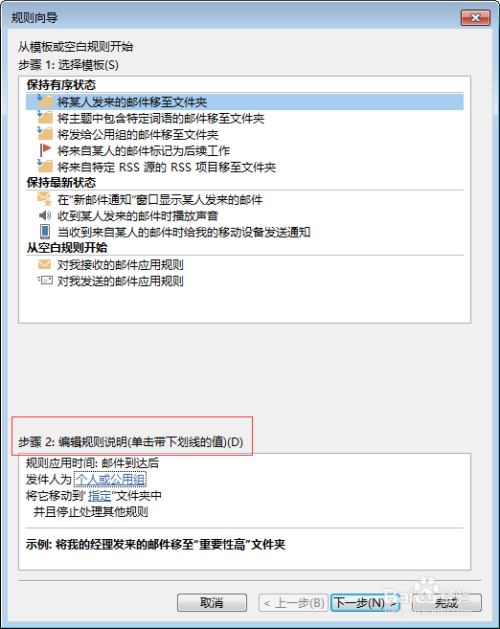 规则向导
从模板或空白规则开始
步骤 1: 选择模板(S)
保持有序状态
将某人发来的邮件移至文件夹
将主题中包含特定词语的邮件移至文件夹
将发给公用组的邮件移至文件夹
将来自某人的邮件标记为后续工作
将来自特定 RSS 源的 RSS 项目移至文件夹
保持最新状态
在"新邮件通知"窗口显示某人发来的邮件
收到某人发来的邮件时播放声音
当收到来自某人的邮件时给我的移动设备发送通知
从空白规则开始
对我接收的邮件应用规则
对我发送的邮件应用规则
步骤 2: 编辑规则说明(单击带下划线的值)(D)
规则应用时间: 邮件到达后
发件人为 个人或公用组
将它移动到"指定"文件夹中
并且停止处理其他规则
示例: 将我的经理发来的邮件移至"重要性高"文件夹
取消 < 上一步(B) 下一步(N) > 完成